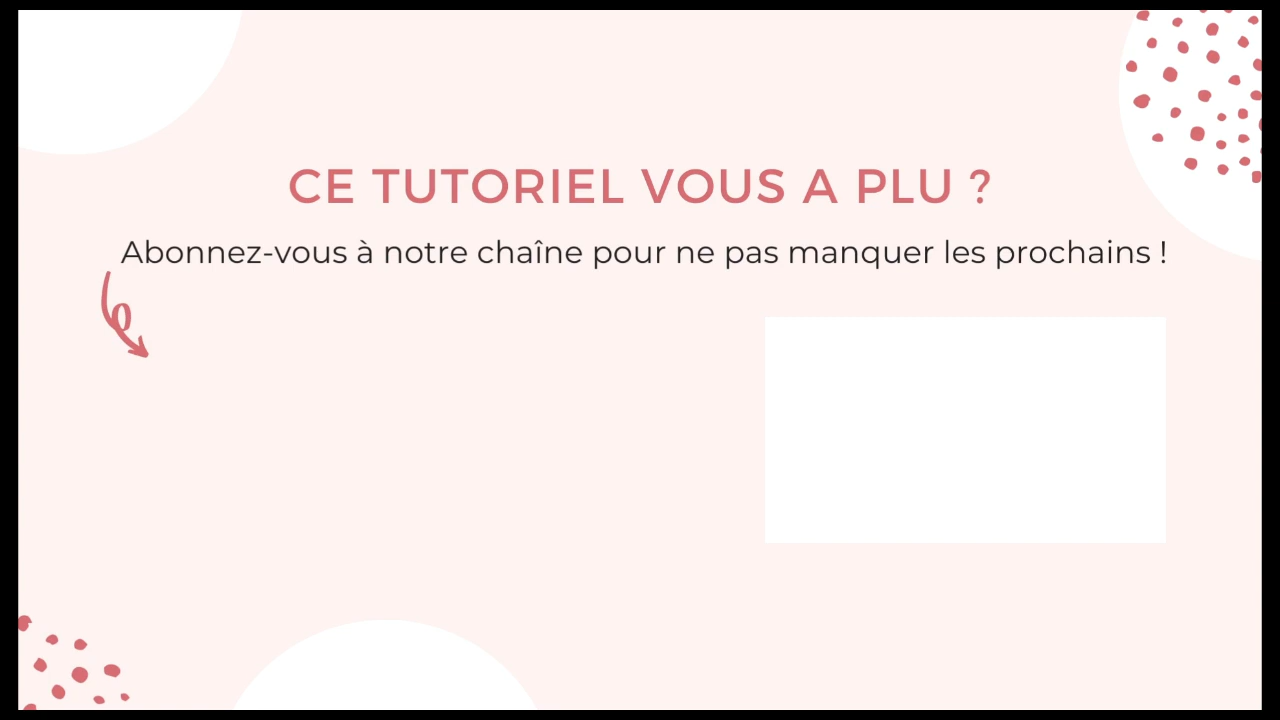 CE TUTORIEL VOUS A PLU ?
Abonnez-vous à notre chaîne pour ne pas manquer les prochains !